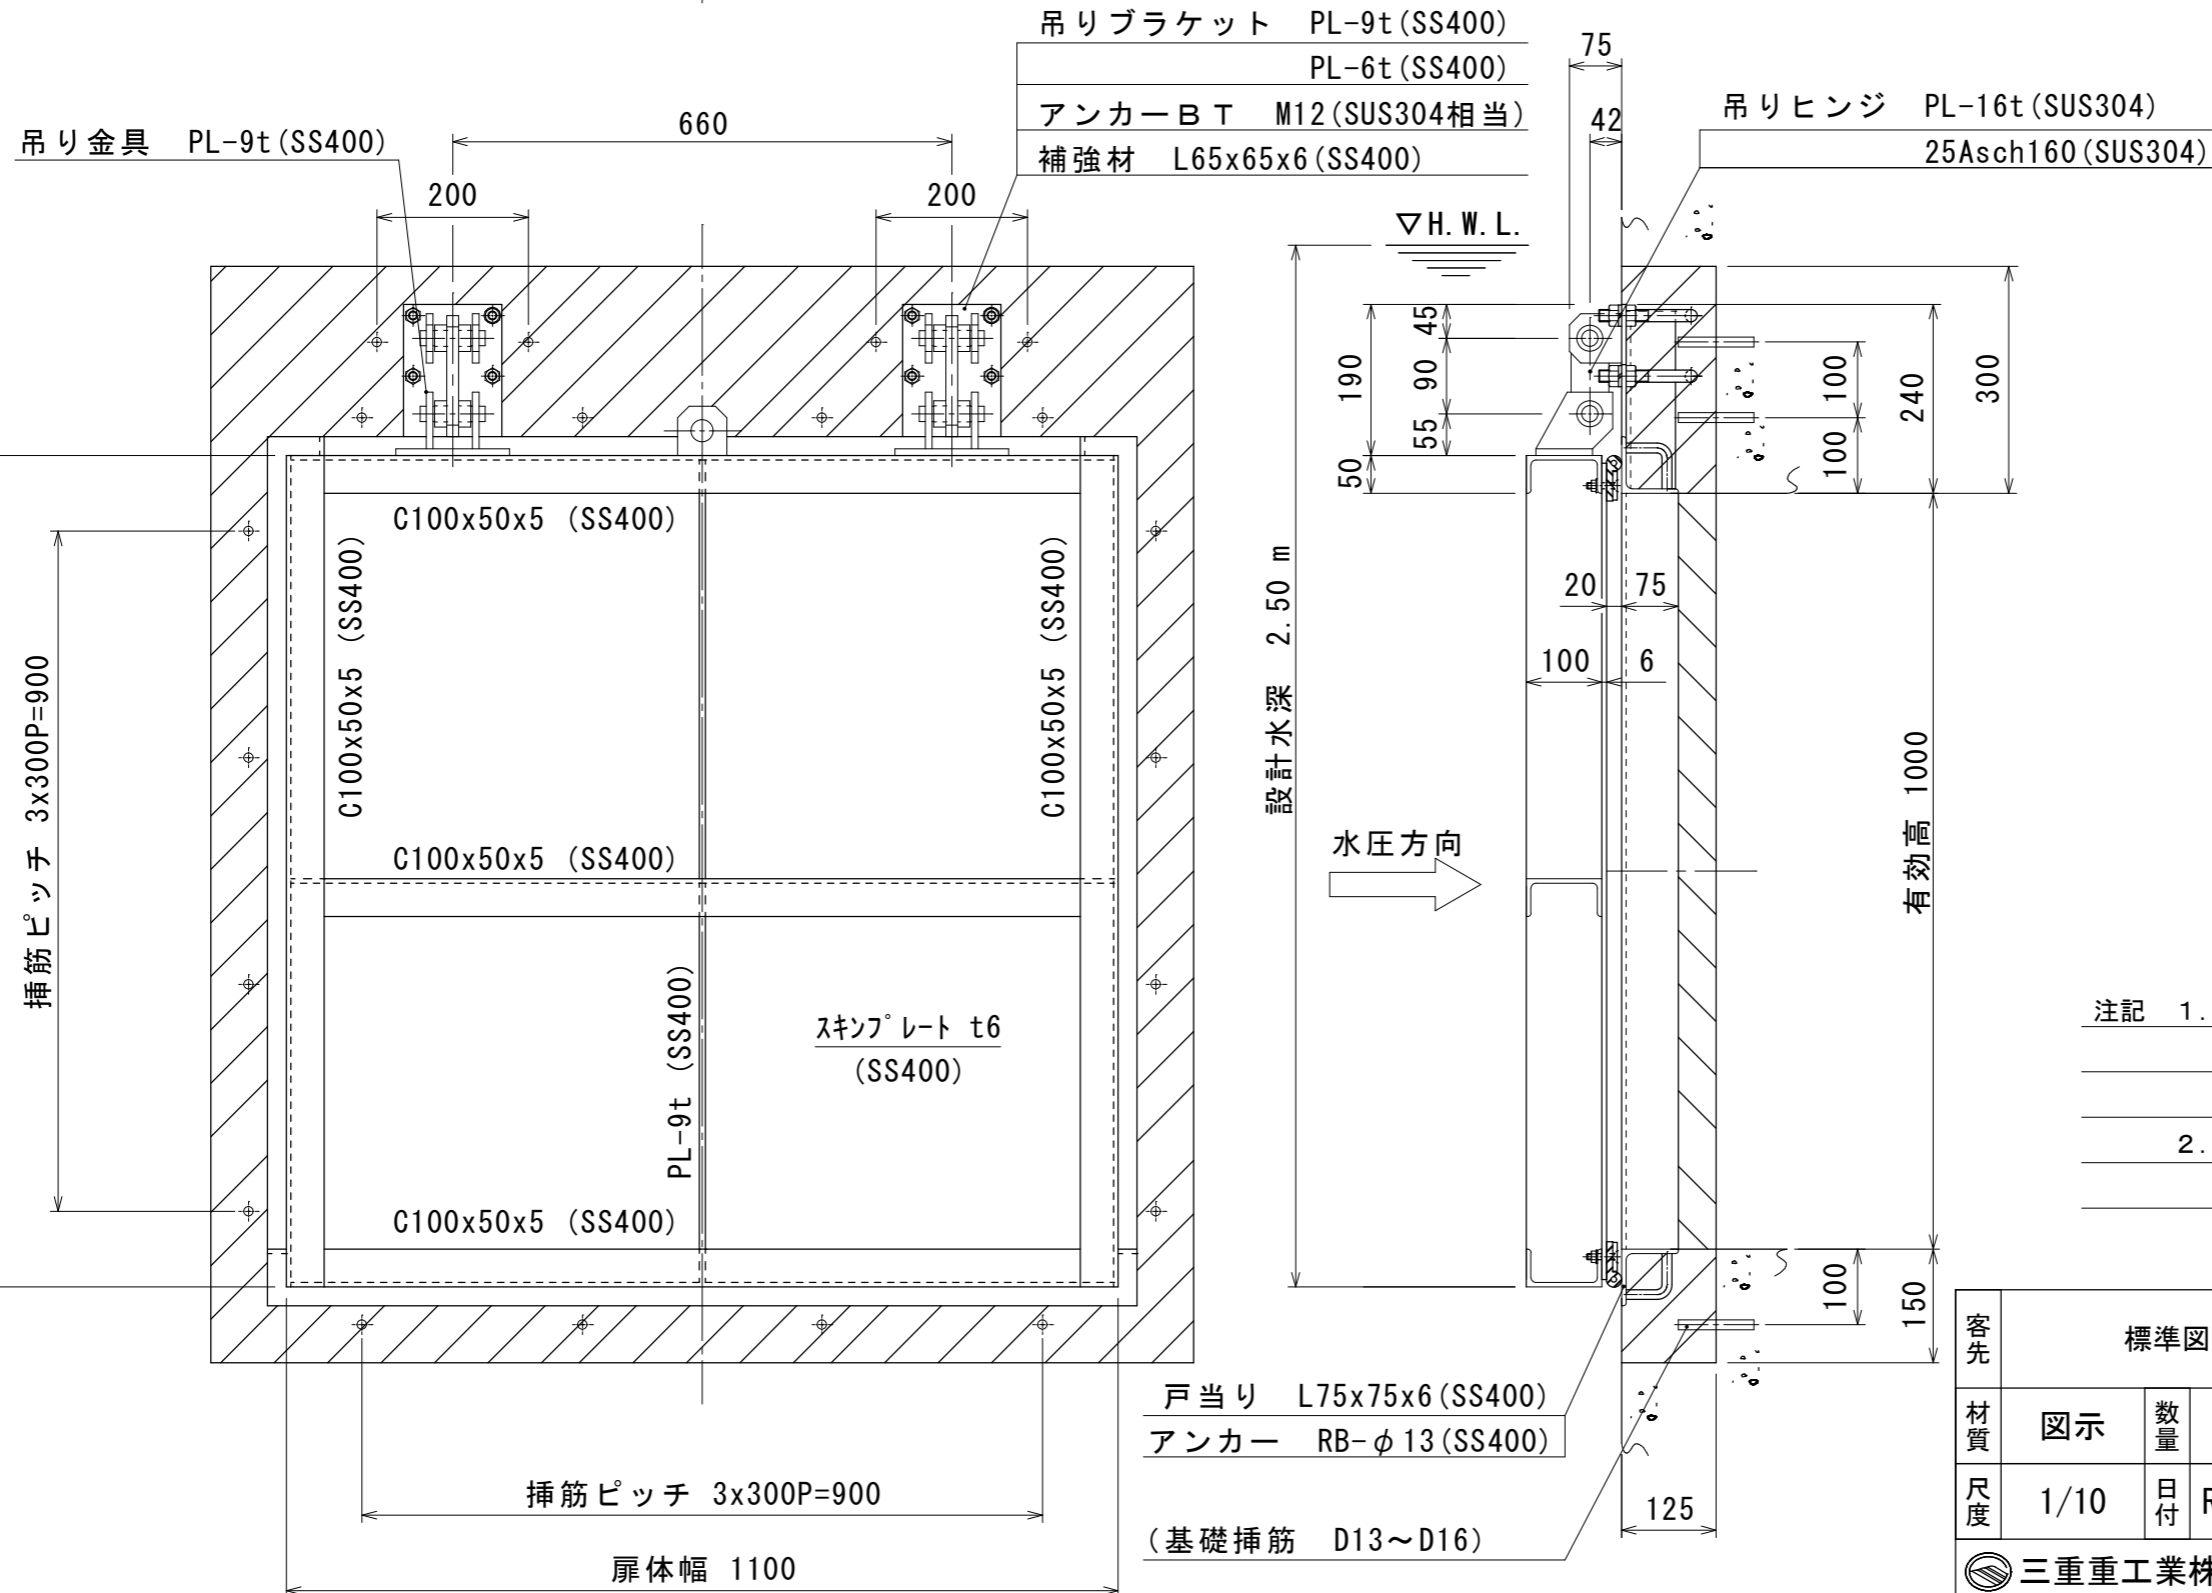 吊りブラケット PL-9t(SS400)
PL-6t(SS400)
アンカーＢＴ M12(SUS304相当)
補強材 L65x65x6(SS400)
吊り金具 PL-9t(SS400)
660
200
200
75
42
吊りヒンジ PL-16t(SUS304)
25Asch160(SUS304)
▽H.W.L.
190
45
90
55
50
100
100
240
300
C100x50x5 (SS400)
C100x50x5 (SS400)
C100x50x5 (SS400)
C100x50x5 (SS400)
C100x50x5 (SS400)
PL-9t (SS400)
スキンプレート t6
(SS400)
挿筋ピッチ 3x300P=900
設計水深 2.50 m
水圧方向
20
75
100
6
有効高 1000
100
150
戸当り L75x75x6(SS400)
アンカー RB-φ13(SS400)
(基礎挿筋 D13～D16)
125
挿筋ピッチ 3x300P=900
扉体幅 1100
注記 1.
2.
客先 標準図
材質 図示 数量
尺度 1/10 日付 R
三重重工業株